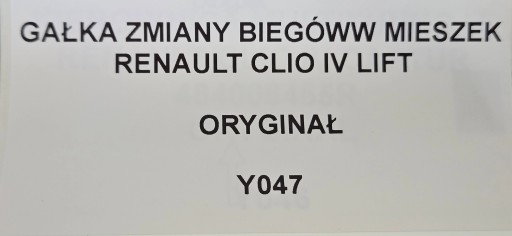 GAŁKA ZMIANY BIEGÓWW MIESZEK
RENAULT CLIO IV LIFT
ORYGINAŁ
Y047